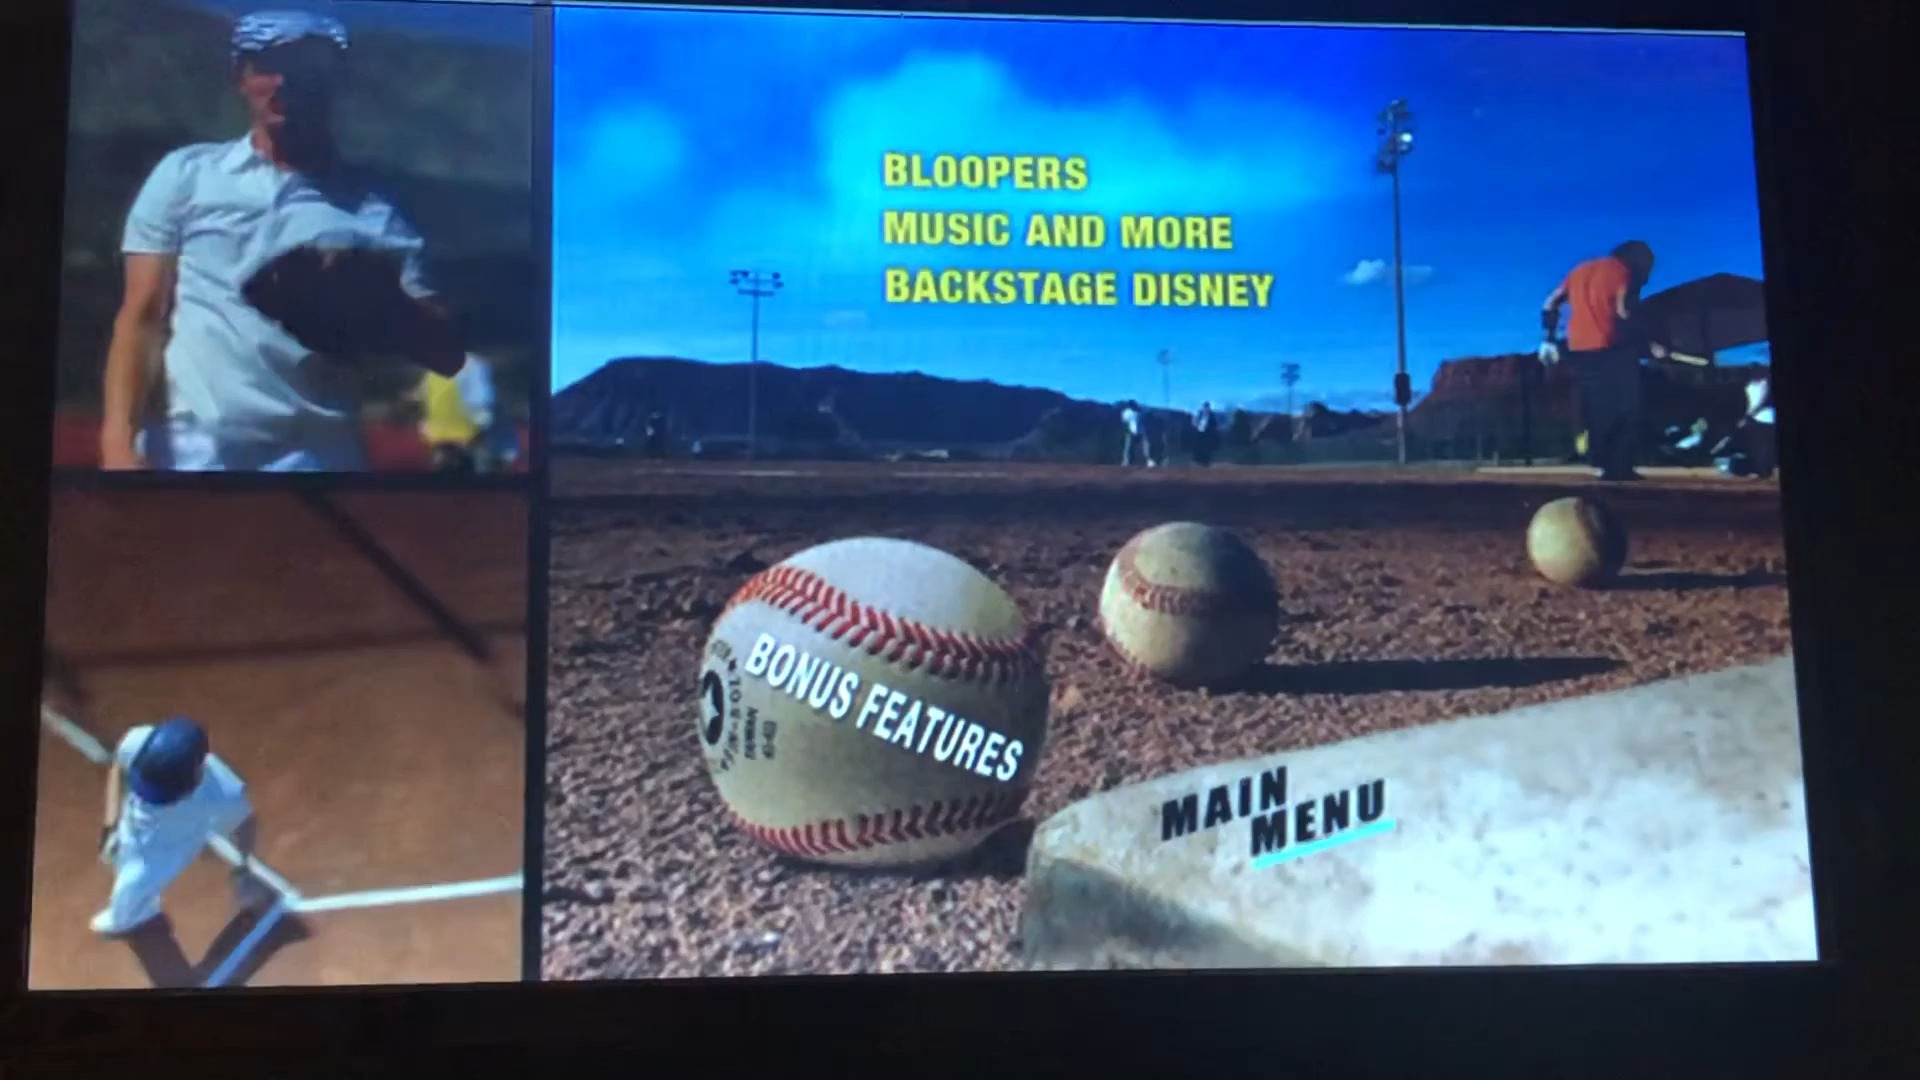 BLOOPERS
MUSIC AND MORE
BACKSTAGE DISNEY
BONUS FEATURES
MAIN
MENU